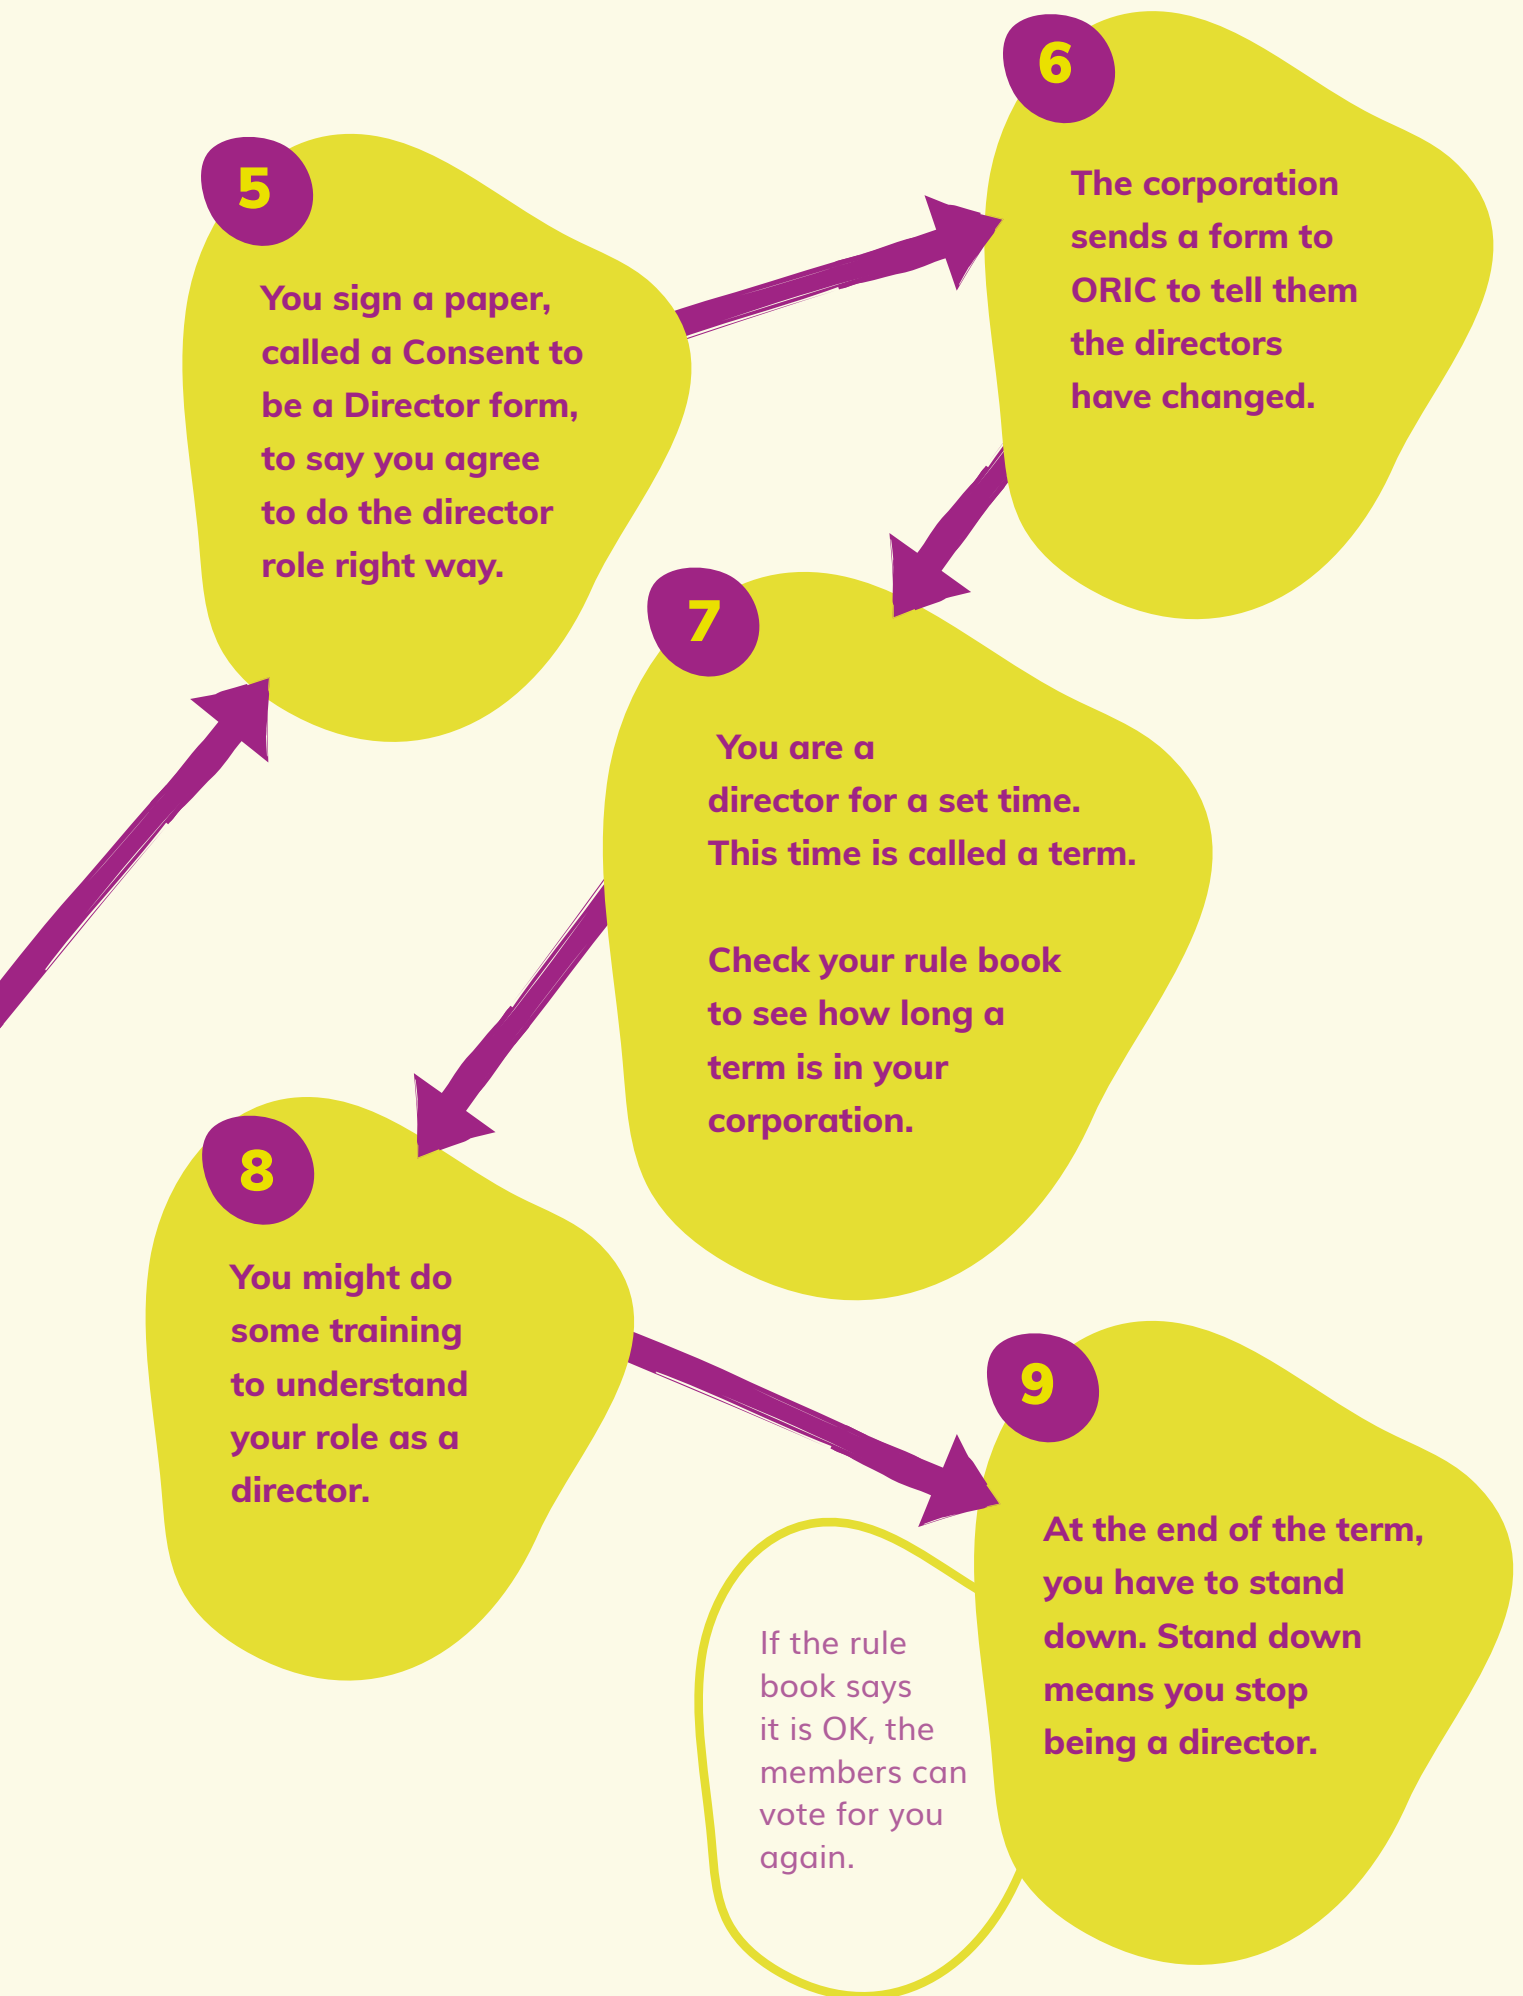 5
You sign a paper,
called a Consent to
be a Director form,
to say you agree
to do the director
role right way.
6
The corporation
sends a form to
ORIC to tell them
the directors
have changed.
7
You are a
director for a set time.
This time is called a term.
Check your rule book
to see how long a
term is in your
corporation.
8
You might do
some training
to understand
your role as a
director.
9
At the end of the term,
you have to stand
down. Stand down
means you stop
being a director.
If the rule
book says
it is OK, the
members can
vote for you
again.